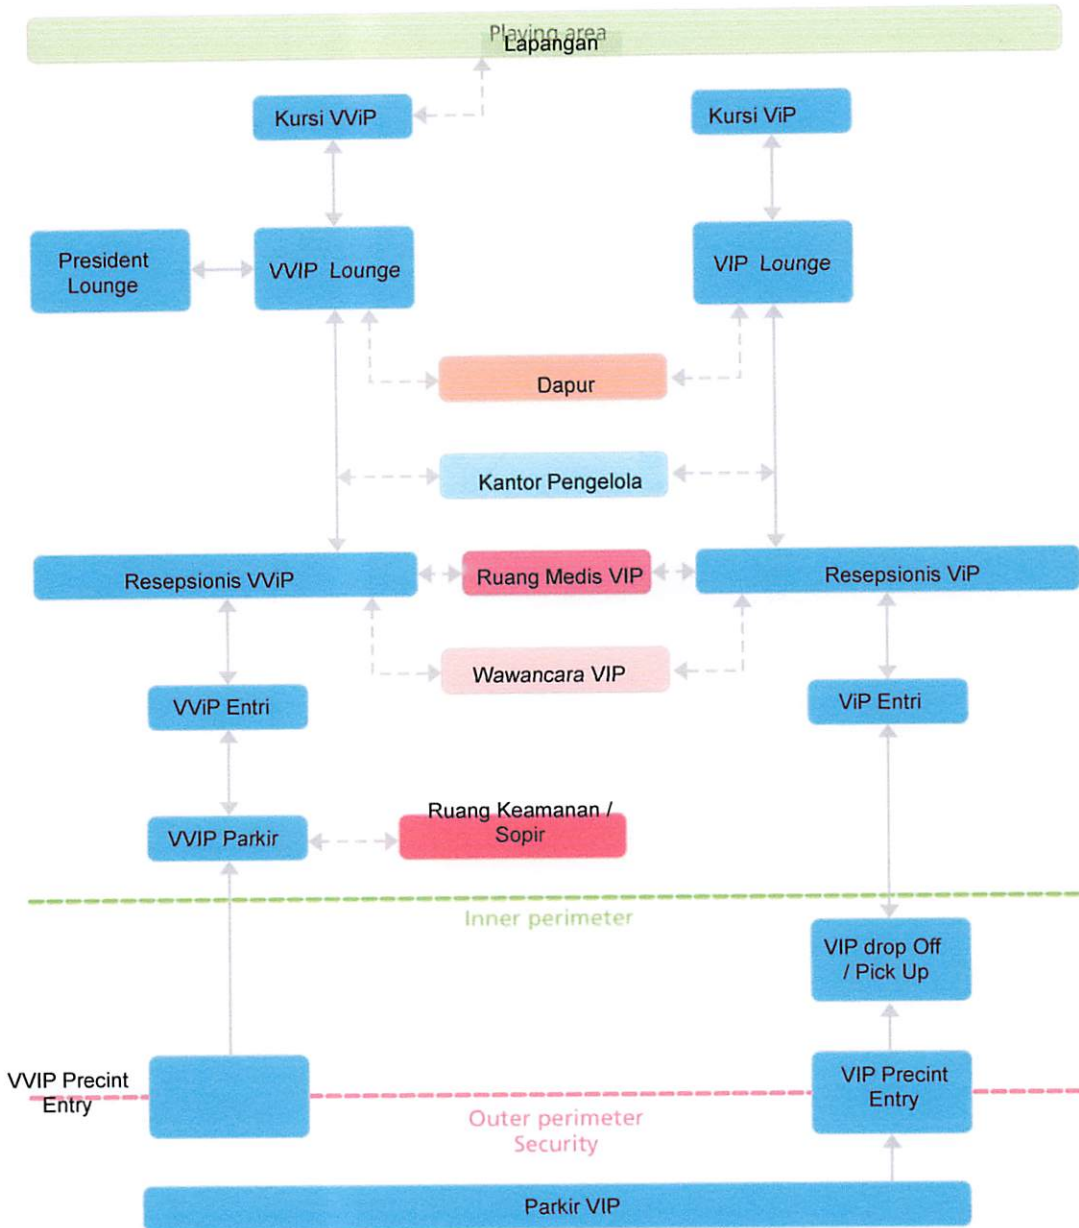 Playing area
Lapangan
Kursi VViP
Kursi ViP
President
Lounge
VVIP Lounge
VIP Lounge
Dapur
Kantor Pengelola
Resepsionis VViP
Ruang Medis VIP
Resepsionis ViP
Wawancara VIP
VViP Entri
ViP Entri
VVIP Parkir
Ruang Keamanan /
Sopir
Inner perimeter
VIP drop Off
/ Pick Up
VVIP Precint
Entry
VIP Precint
Entry
Outer perimeter
Security
Parkir VIP